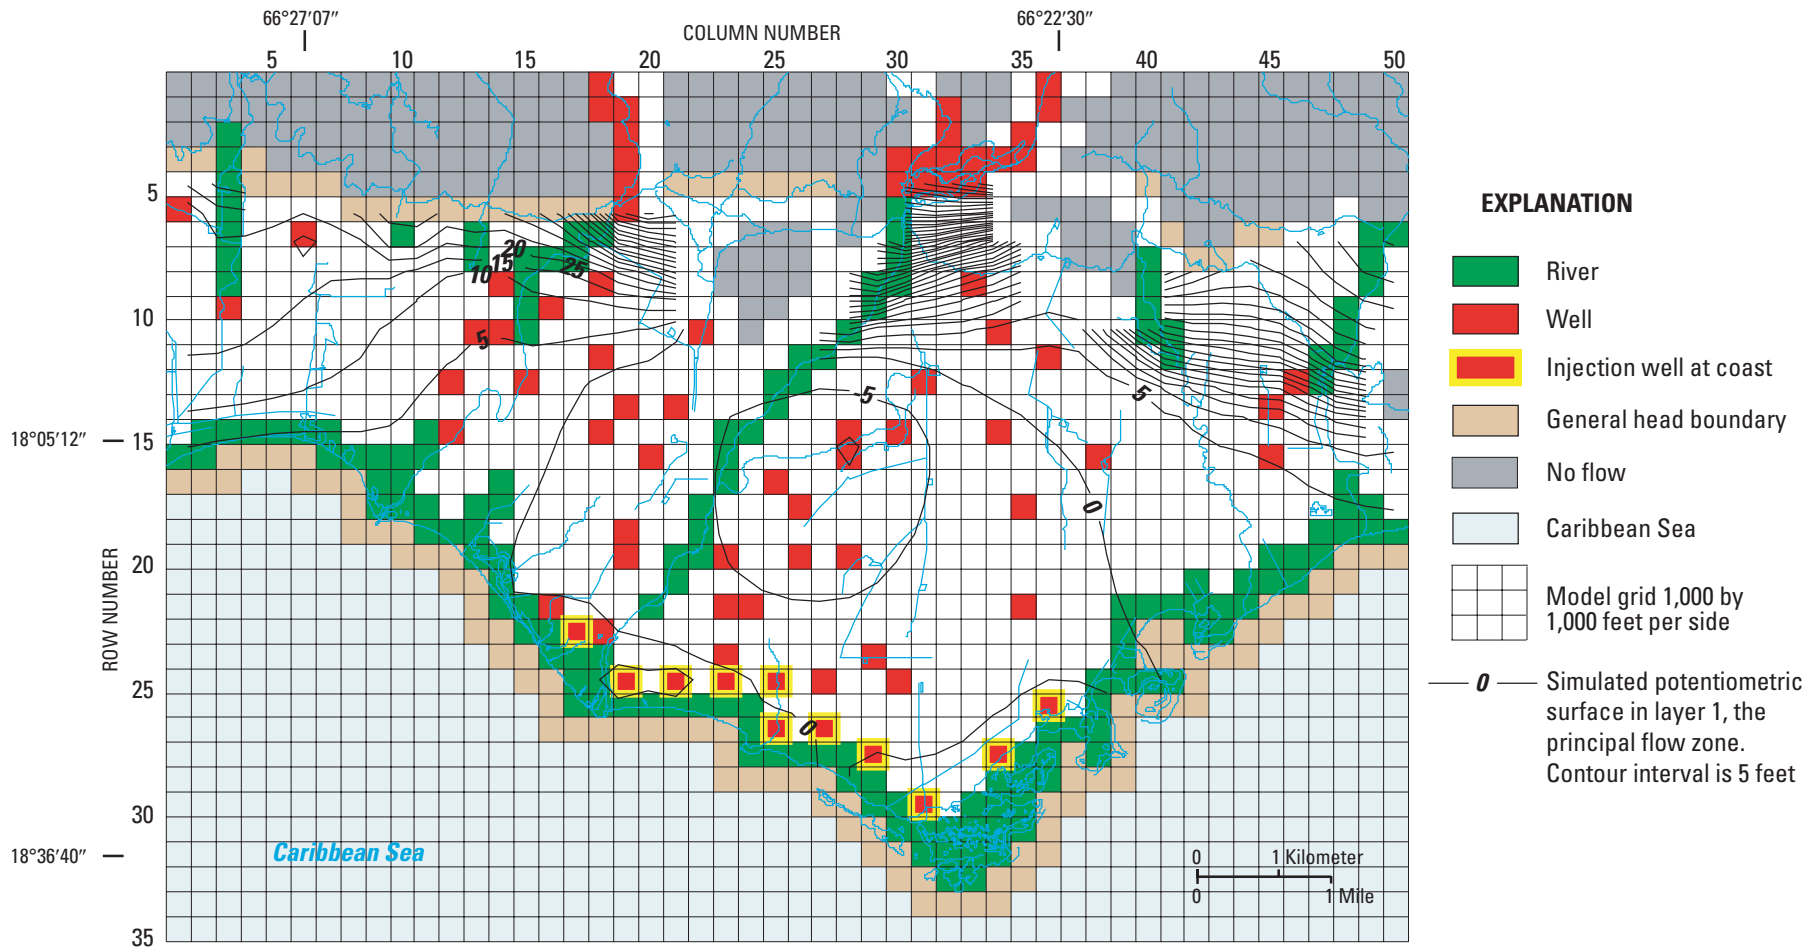 66°27′07″
66°22′30″
COLUMN NUMBER
5 10 15 20 25 30 35 40 45 50
5
10
18°05′12″
15
20
25
30
18°36′40″
35
ROW NUMBER
20
15
10
25
5
-5
5
0
0
Caribbean Sea
0 1 Kilometer
0 1 Mile
EXPLANATION
River
Well
Injection well at coast
General head boundary
No flow
Caribbean Sea
Model grid 1,000 by
1,000 feet per side
0
Simulated potentiometric
surface in layer 1, the
principal flow zone.
Contour interval is 5 feet